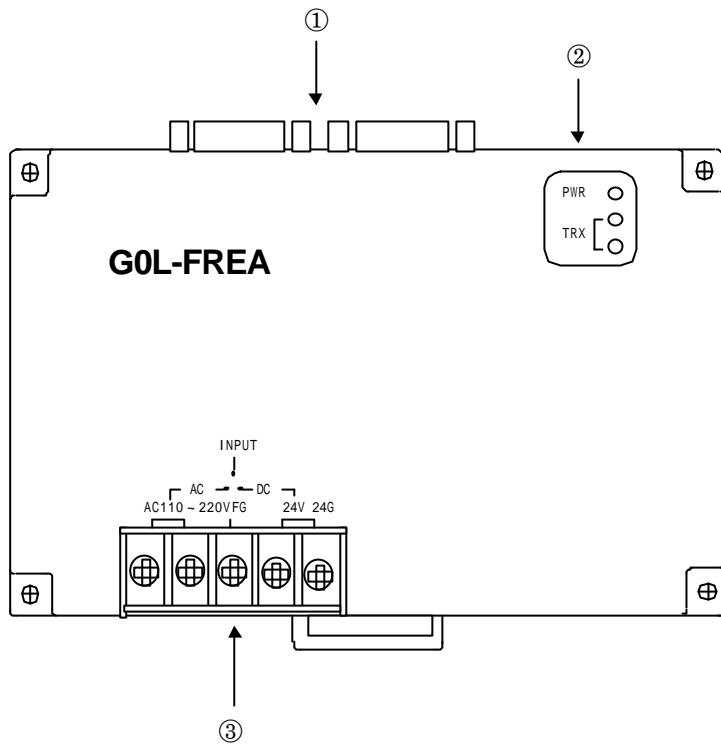 ①
②
PWR
TRX
G0L-FREA
INPUT
AC DC
AC110 ~ 220V FG 24V 24G
③